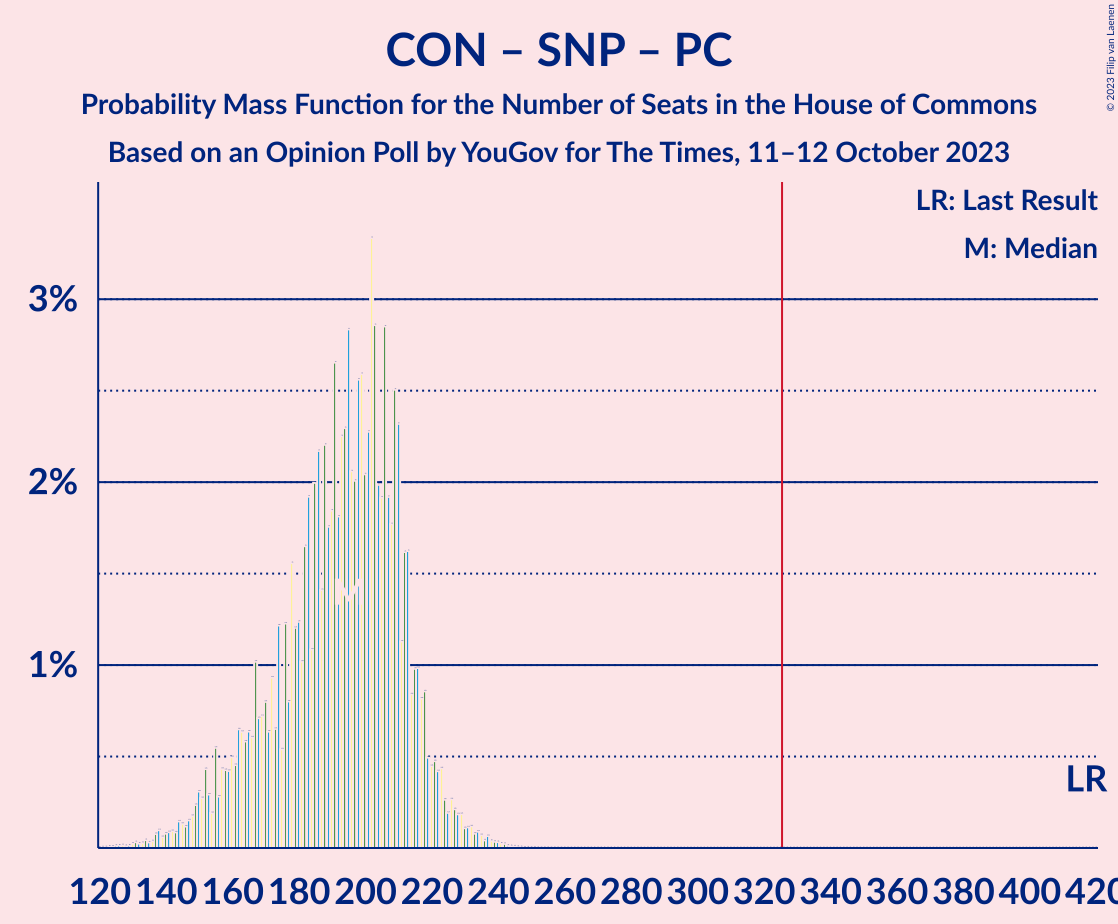 CON – SNP – PC
Probability Mass Function for the Number of Seats in the House of Commons
Based on an Opinion Poll by YouGov for The Times, 11–12 October 2023
© 2023 Filip van Laenen
LR: Last Result
M: Median
3%
2%
1%
LR
120 140 160 180 200 220 240 260 280 300 320 340 360 380 400 420